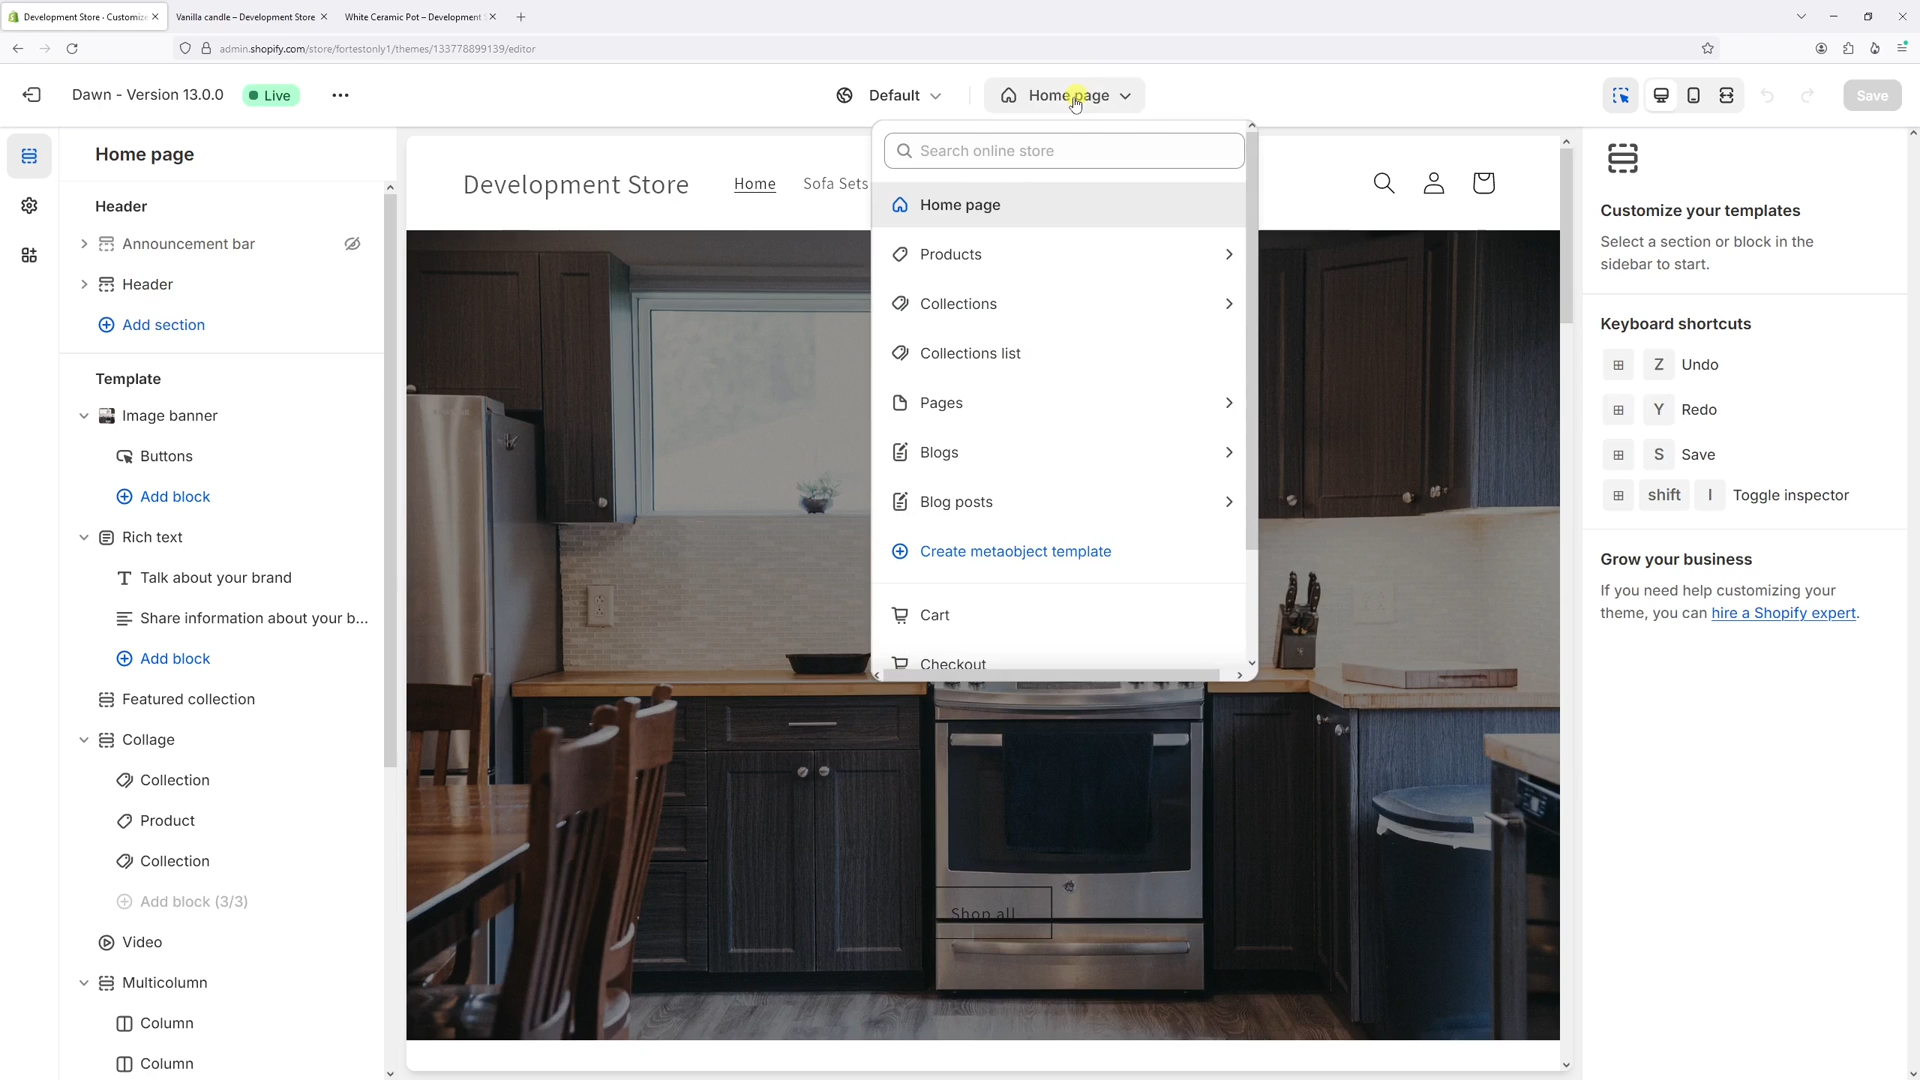 Development Store · Customize
Vanilla candle – Development Store
White Ceramic Pot – Development
admin.shopify.com/store/fortestonly1/themes/133778899139/editor
Dawn - Version 13.0.0
Live
Default
Home page
Save
Home page
Header
Announcement bar
Header
Add section
Template
Image banner
Buttons
Add block
Rich text
Talk about your brand
Share information about your b...
Add block
Featured collection
Collage
Collection
Product
Collection
Add block (3/3)
Video
Multicolumn
Column
Column
Development Store
Home
Sofa Sets
Search online store
Home page
Products
Collections
Collections list
Pages
Blogs
Blog posts
Create metaobject template
Cart
Checkout
Shop all
Customize your templates
Select a section or block in the
sidebar to start.
Keyboard shortcuts
Z Undo
Y Redo
S Save
shift I Toggle inspector
Grow your business
If you need help customizing your
theme, you can hire a Shopify expert.